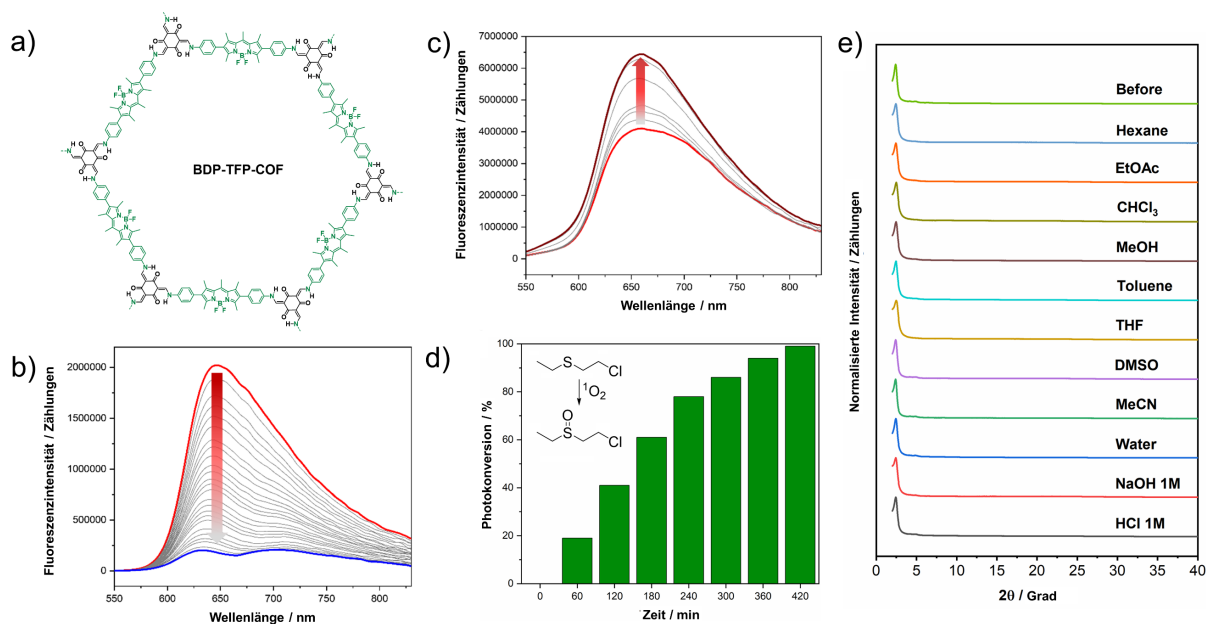 a)
BDP-TFP-COF
b)
Fluoreszenzintensität / Zählungen
2000000
1500000
1000000
500000
0
550
600
650
700
750
800
Wellenlänge / nm
c)
Fluoreszenzintensität / Zählungen
7000000
6000000
5000000
4000000
3000000
2000000
1000000
0
550
600
650
700
750
800
Wellenlänge / nm
d)
Photokonversion / %
100
80
60
40
20
0
S
Cl
¹O₂
O
S
Cl
0
60
120
180
240
300
360
420
Zeit / min
e)
Normalisierte Intensität / Zählungen
Before
Hexane
EtOAc
CHCl₃
MeOH
Toluene
THF
DMSO
MeCN
Water
NaOH 1M
HCl 1M
0
5
10
15
20
25
30
35
40
2θ / Grad